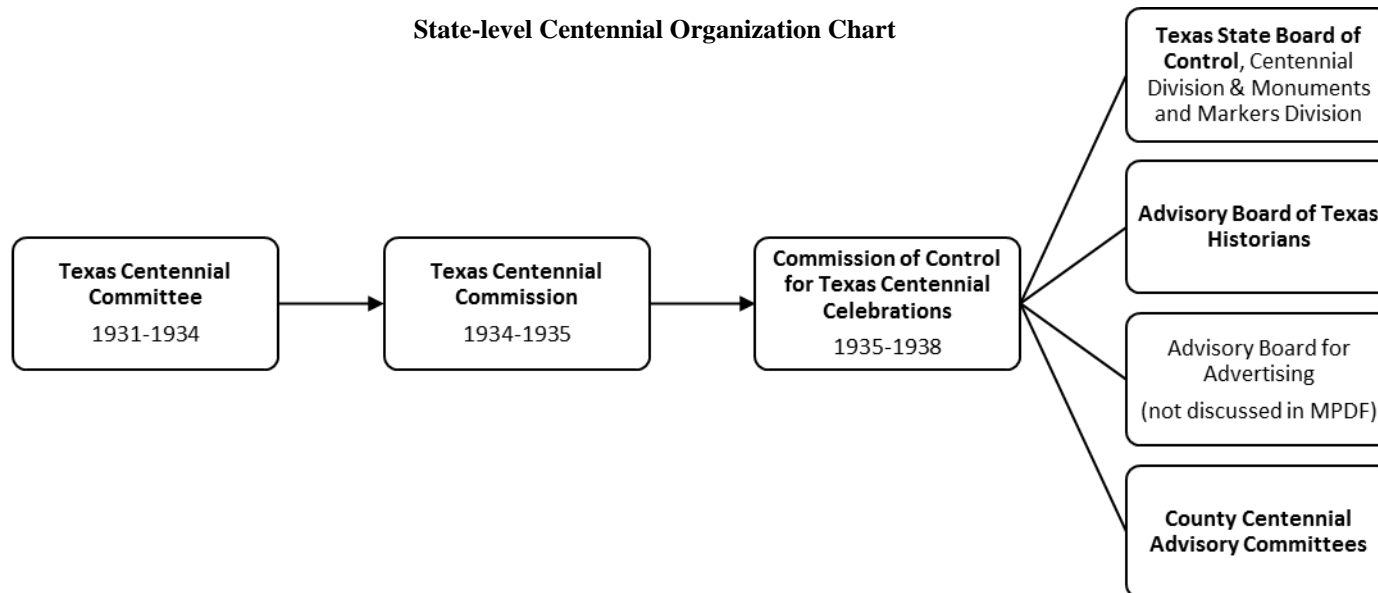 State-level Centennial Organization Chart
Texas Centennial
Committee
1931-1934
Texas Centennial
Commission
1934-1935
Commission of Control
for Texas Centennial
Celebrations
1935-1938
Texas State Board of
Control, Centennial
Division & Monuments
and Markers Division
Advisory Board of Texas
Historians
Advisory Board for
Advertising
(not discussed in MPDF)
County Centennial
Advisory Committees